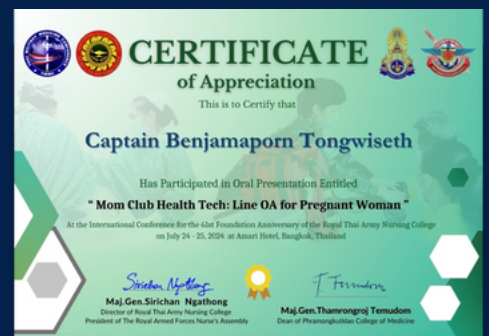 CERTIFICATE
of Appreciation
This is to Certify that
Captain Benjamaporn Tongwiseth
Has Participated in Oral Presentation Entitled
“ Mom Club Health Tech: Line OA for Pregnant Woman ”
At the International Conference for the 61st Foundation Anniversary of the Royal Thai Army Nursing College
on July 24 - 25, 2024 at Amari Hotel, Bangkok, Thailand
Maj.Gen.Sirichan Ngathong
Director of Royal Thai Army Nursing College
President of The Royal Armed Forces Nurse's Assembly
Maj.Gen.Thamrongroj Temudom
Dean of Phramongkutklao College of Medicine